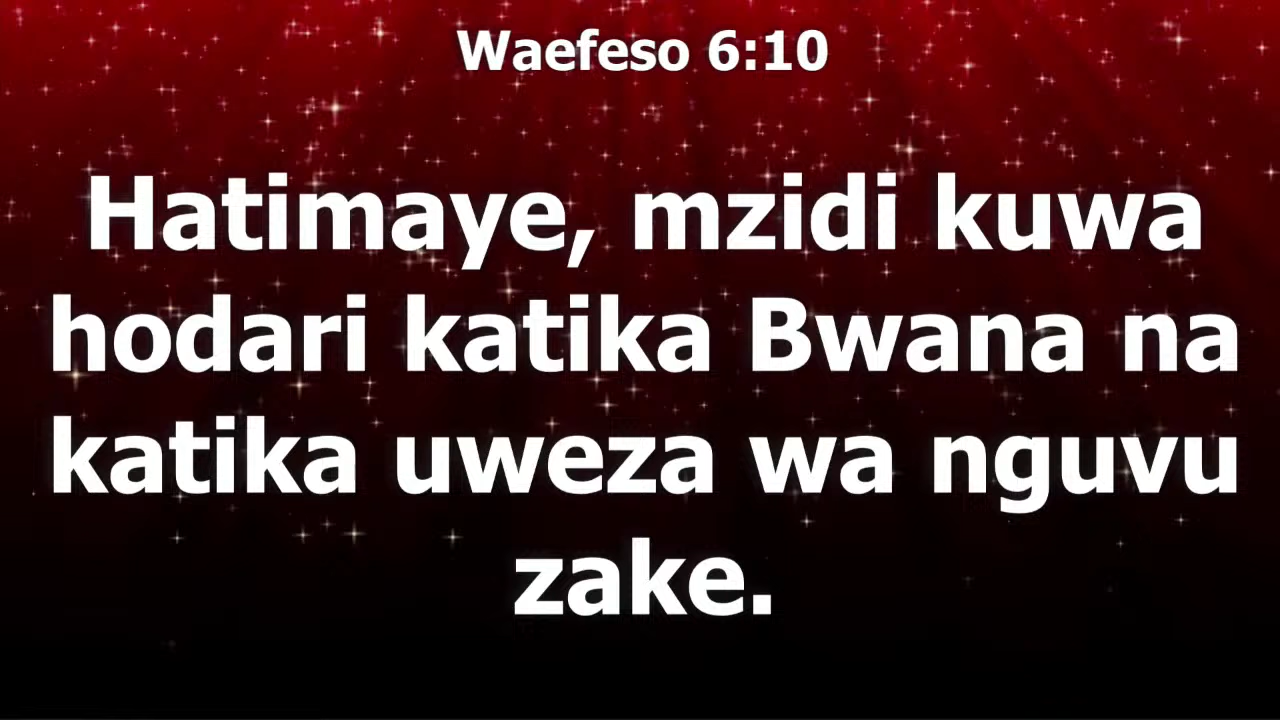 Waefeso 6:10
Hatimaye, mzidi kuwa
hodari katika Bwana na
katika uweza wa nguvu
zake.